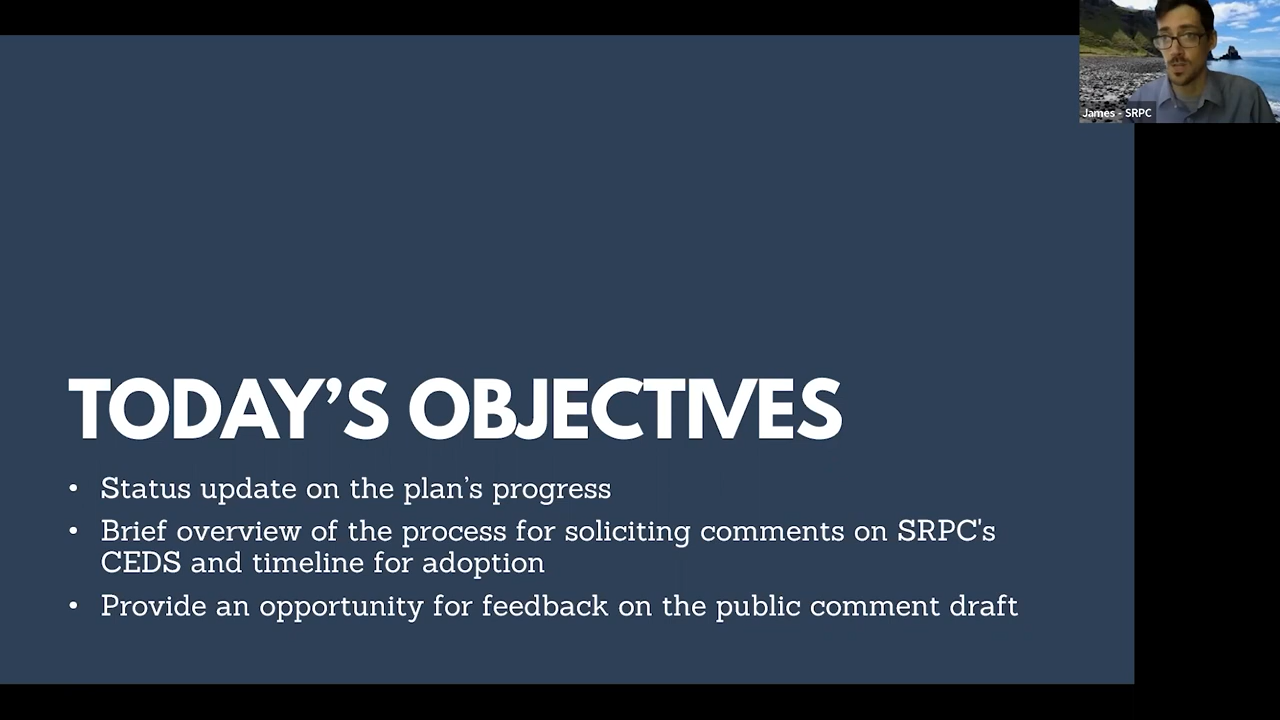 James - SRPC
TODAY’S OBJECTIVES
• Status update on the plan’s progress
• Brief overview of the process for soliciting comments on SRPC's
CEDS and timeline for adoption
• Provide an opportunity for feedback on the public comment draft